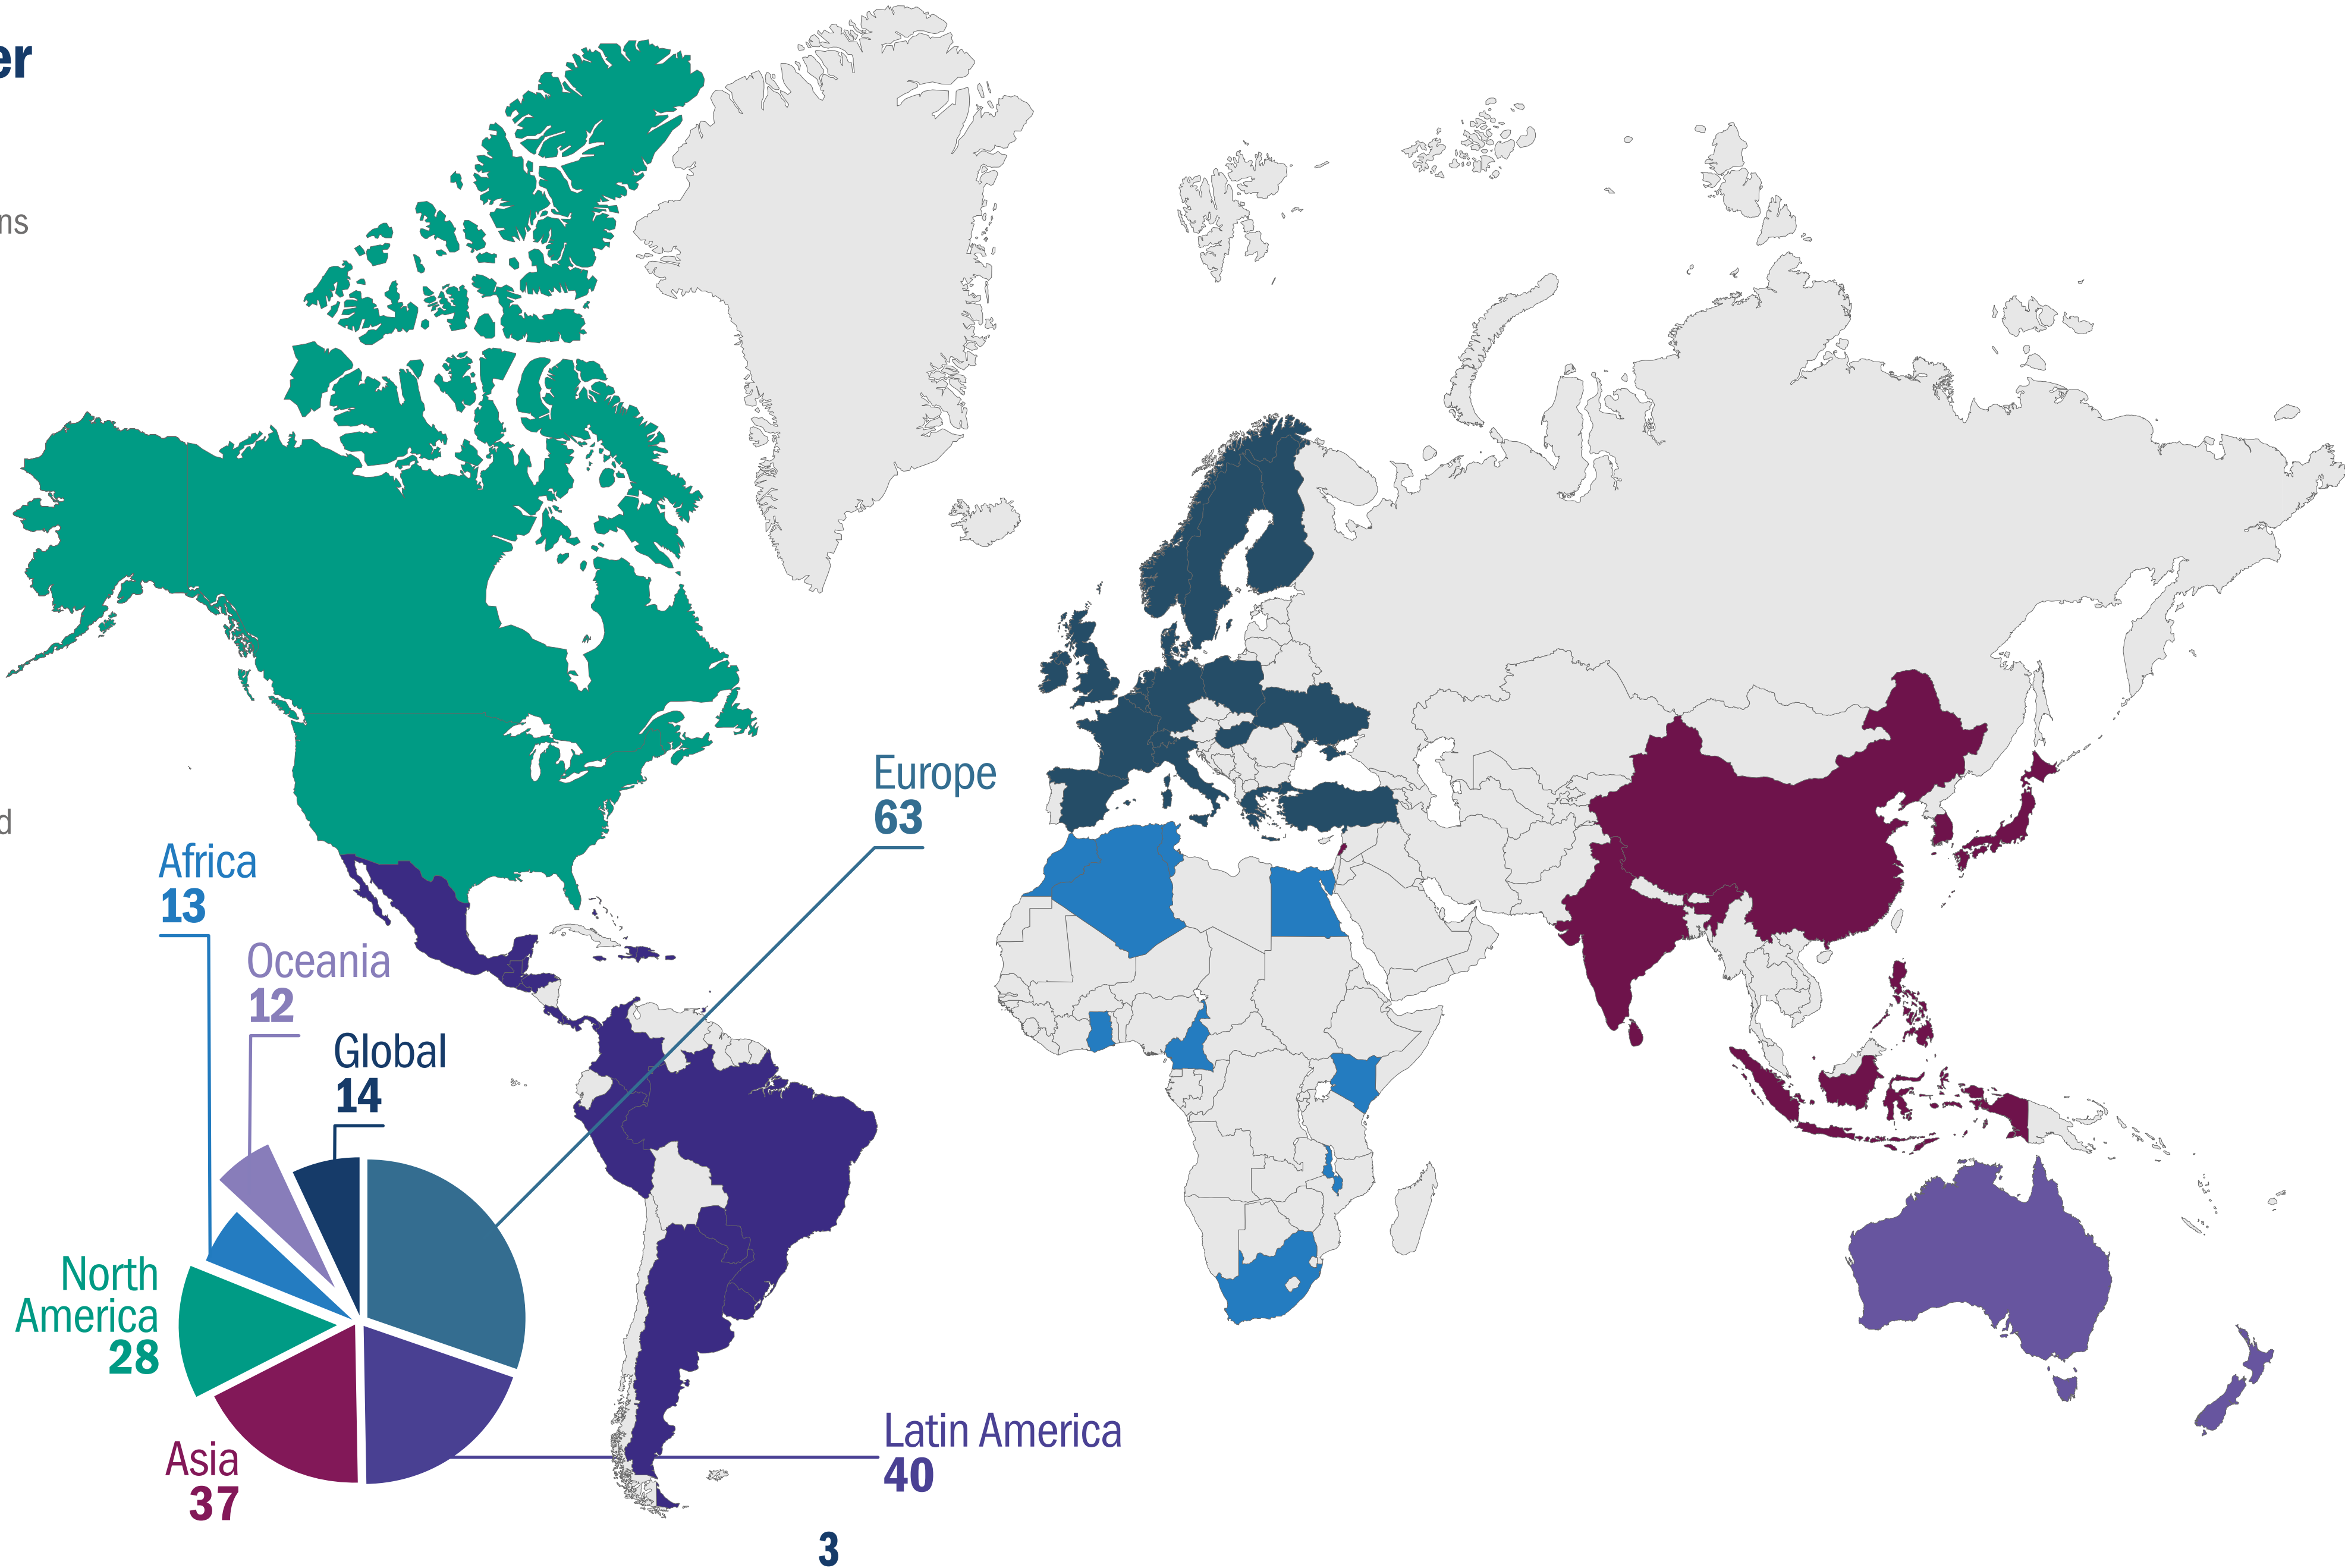 er
ns
d
Europe
63
Africa
13
Oceania
12
Global
14
North
America
28
Asia
37
Latin America
40
3